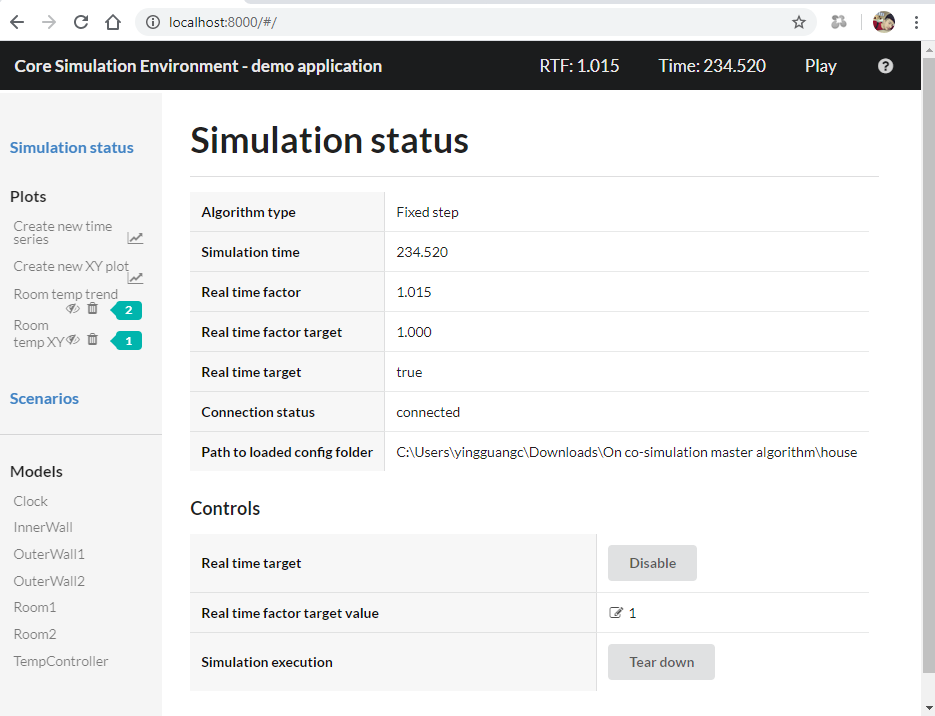 localhost:8000/#/
Core Simulation Environment - demo application RTF: 1.015 Time: 234.520 Play ?
Simulation status
Plots
Create new time
series
Create new XY plot
Room temp trend
2
Room
temp XY 1
Scenarios
Models
Clock
InnerWall
OuterWall1
OuterWall2
Room1
Room2
TempController
Simulation status
Algorithm type Fixed step
Simulation time 234.520
Real time factor 1.015
Real time factor target 1.000
Real time target true
Connection status connected
Path to loaded config folder C:\Users\yingguangc\Downloads\On co-simulation master algorithm\house
Controls
Real time target Disable
Real time factor target value 1
Simulation execution Tear down